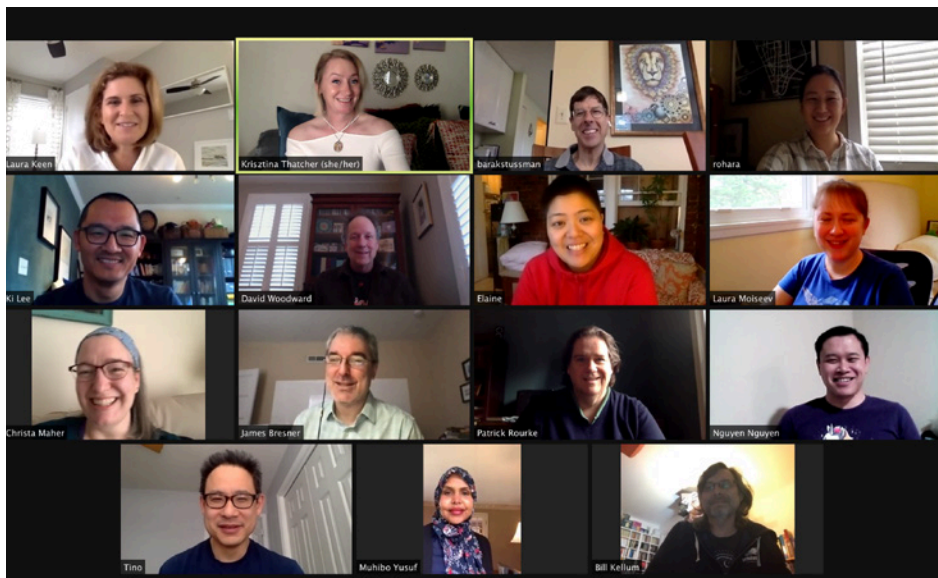 Laura Keen
Krisztina Thatcher (she/her)
barakstussman
rohara
Ki Lee
David Woodward
Elaine
Laura Moiseev
Christa Maher
James Bresner
Patrick Rourke
Nguyen Nguyen
Tino
Muhibo Yusuf
Bill Kellum